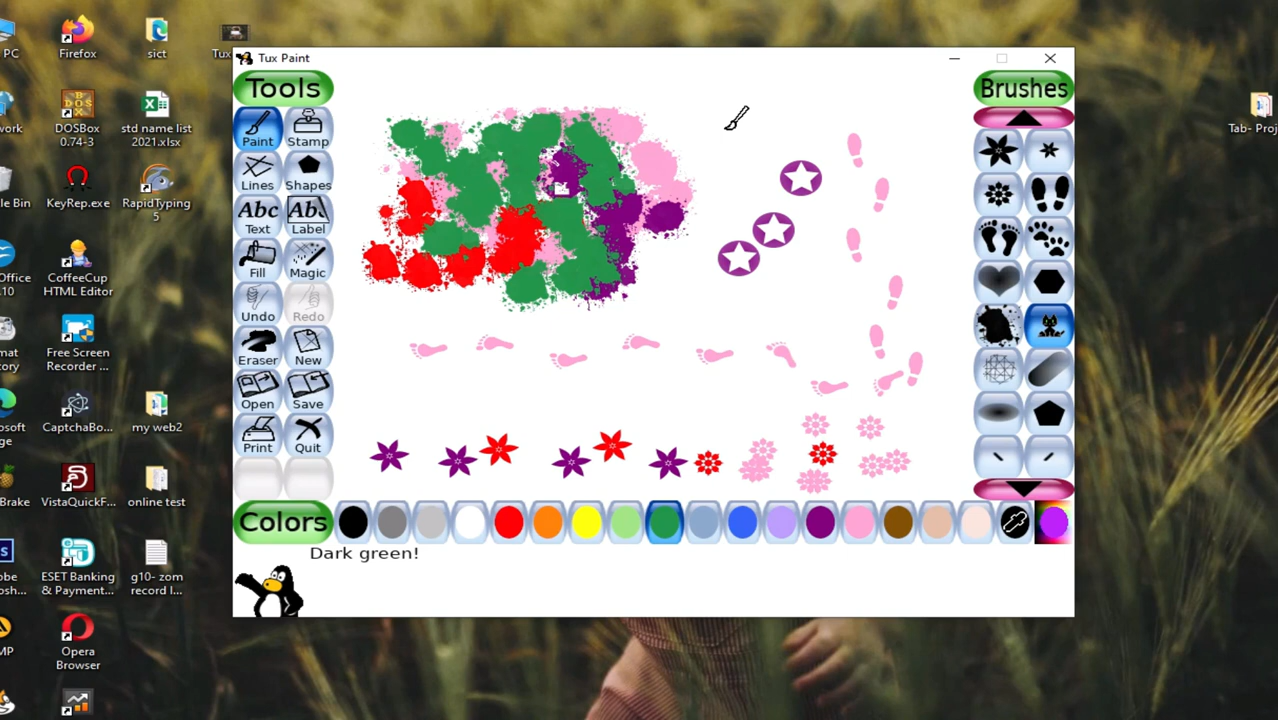 PC
Firefox
sict
Tux
work
DOSBox
0.74-3
std name list
2021.xlsx
le Bin
KeyRep.exe
RapidTyping
5
Office
.10
CoffeeCup
HTML Editor
mat
tory
Free Screen
Recorder ...
osoft
ge
CaptchaBo...
my web2
Brake
VistaQuickF...
online test
obe
osh...
ESET Banking
& Payment...
g10- zom
record l...
MP
Opera
Browser
Tux Paint
Tools
Paint
Stamp
Lines
Shapes
Abc
Text
Abc
Label
Fill
Magic
Undo
Redo
Eraser
New
Open
Save
Print
Quit
Brushes
Colors
Dark green!
Tab- Proj